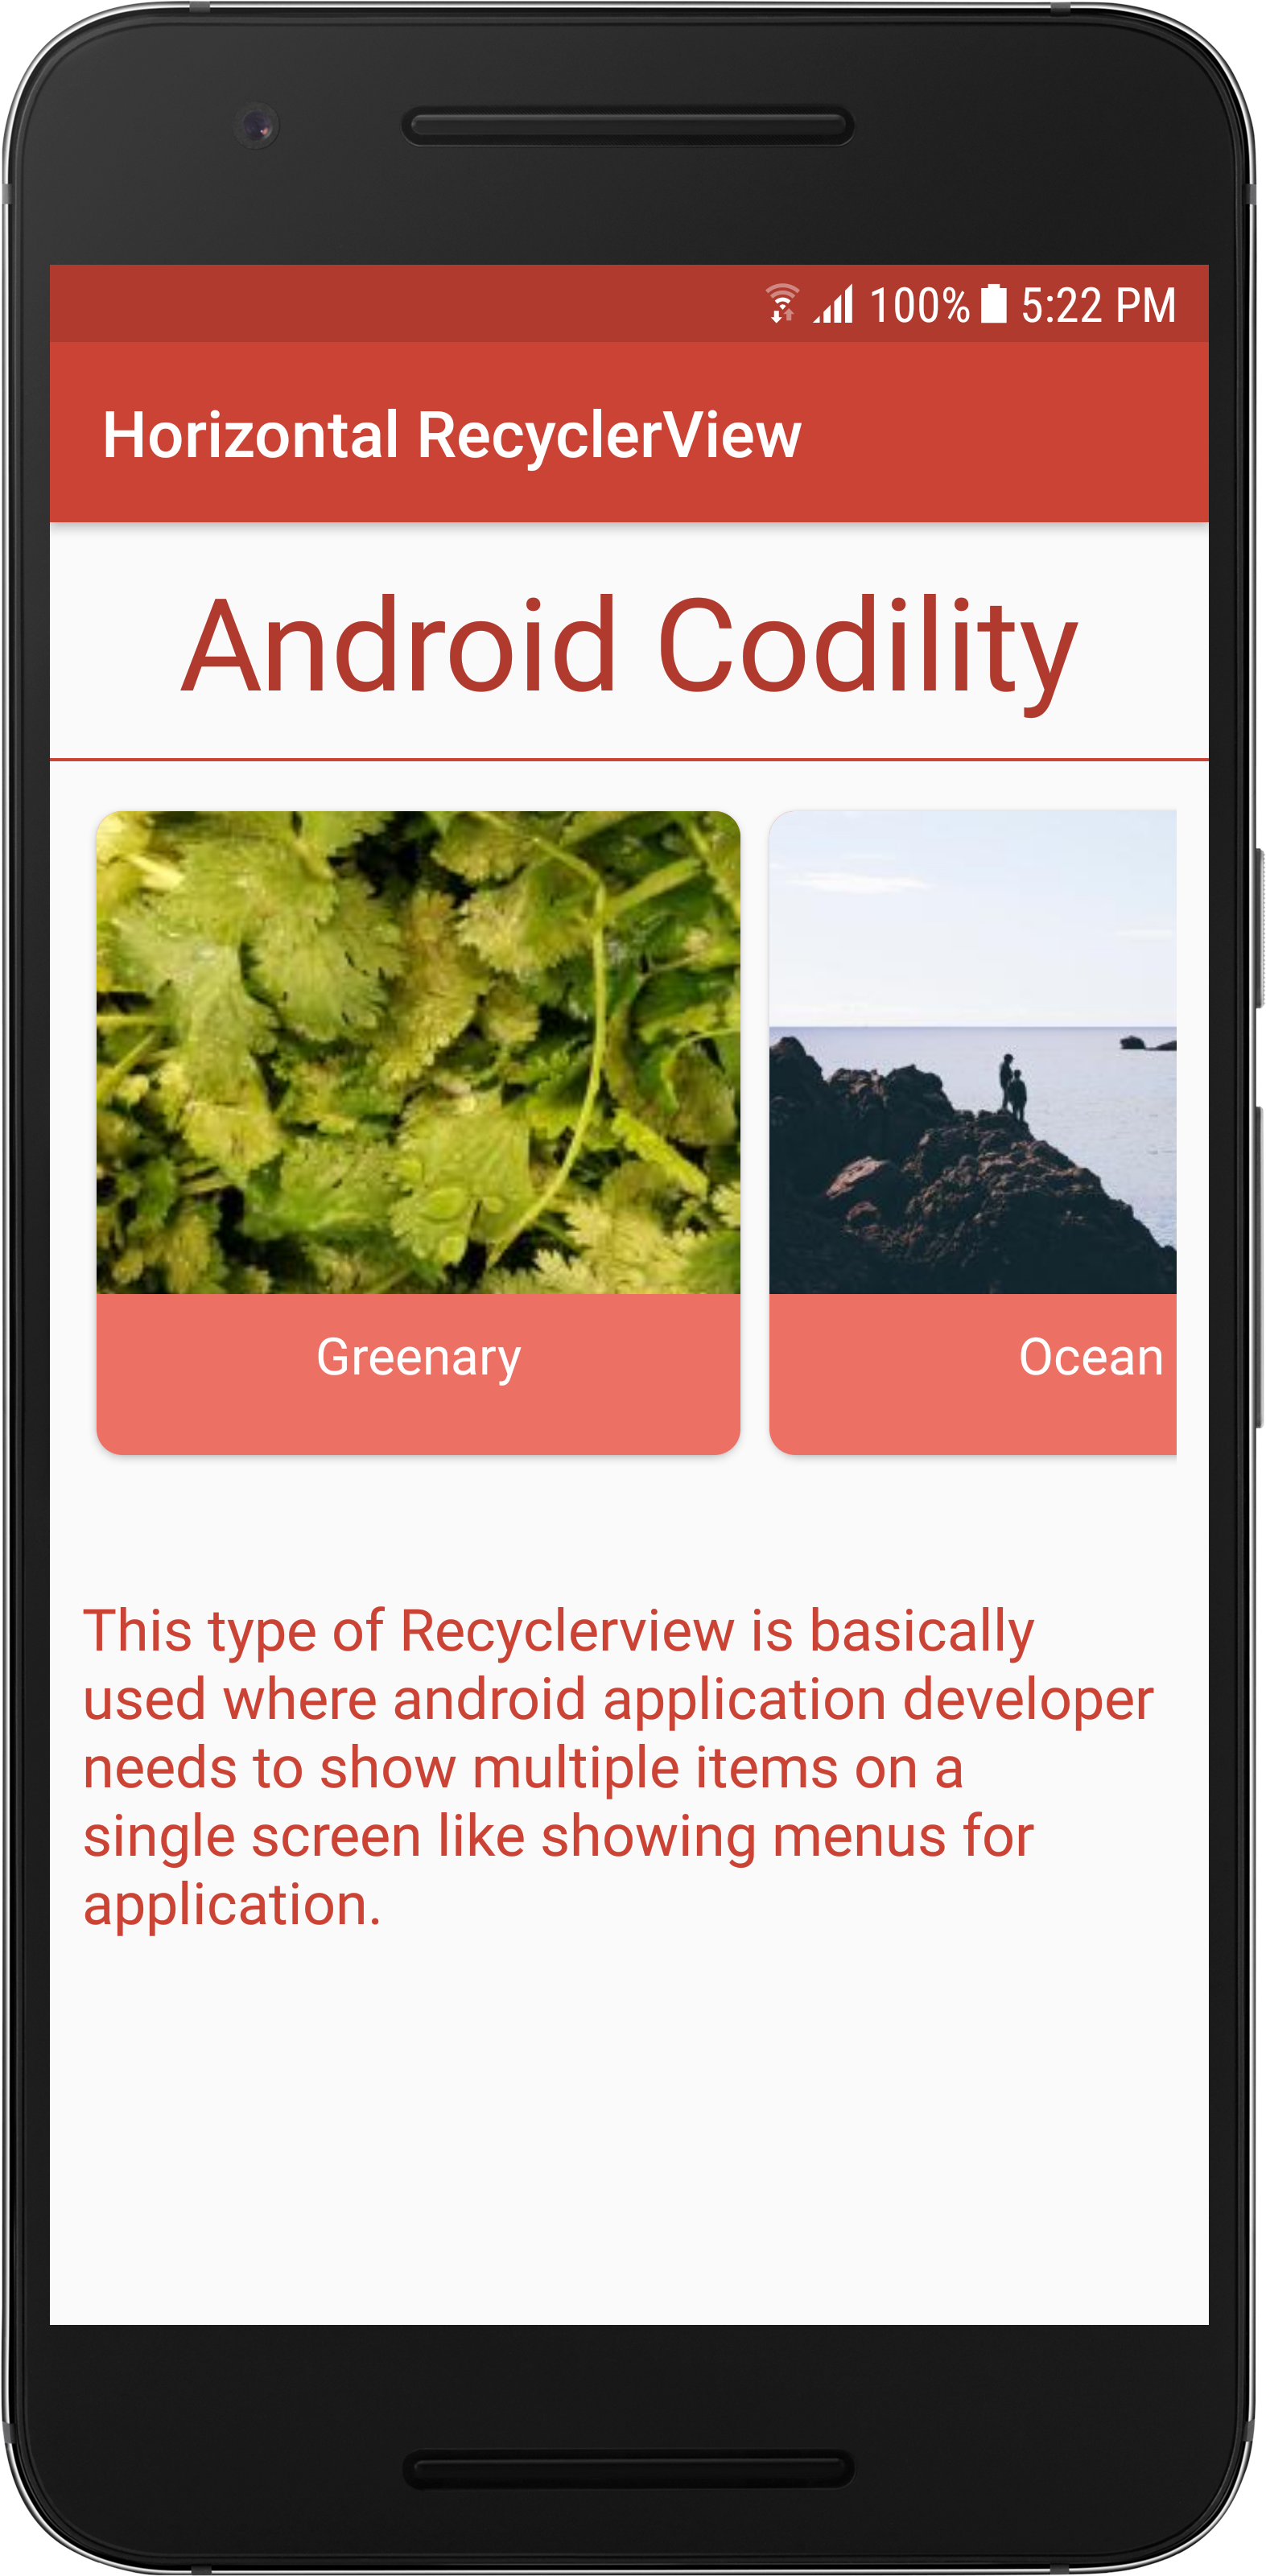 100% 5:22 PM
Horizontal RecyclerView
Android Codility
Greenary
Ocean
This type of Recyclerview is basically
used where android application developer
needs to show multiple items on a
single screen like showing menus for
application.